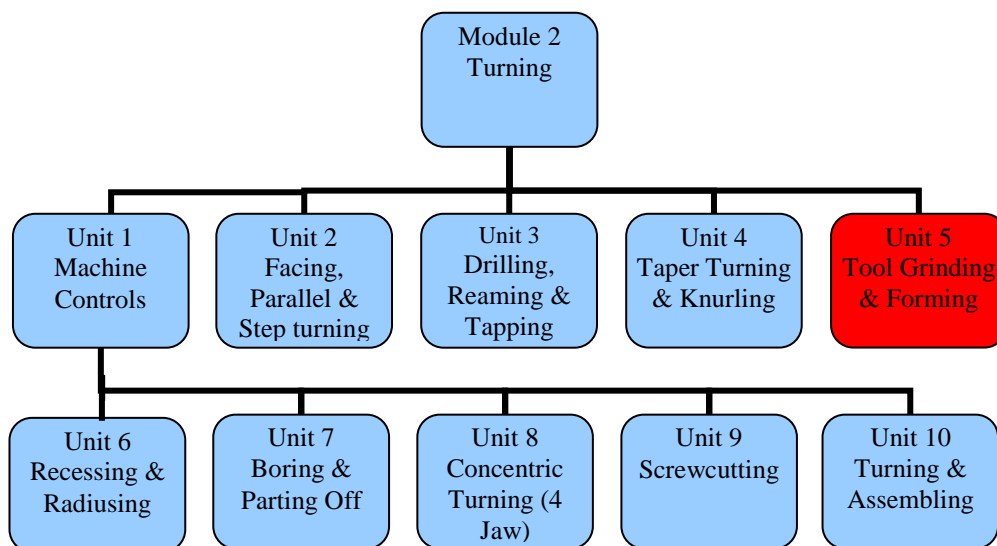 Module 2
Turning
Unit 1
Machine
Controls
Unit 2
Facing,
Parallel &
Step turning
Unit 3
Drilling,
Reaming &
Tapping
Unit 4
Taper Turning
& Knurling
Unit 5
Tool Grinding
& Forming
Unit 6
Recessing &
Radiusing
Unit 7
Boring &
Parting Off
Unit 8
Concentric
Turning (4
Jaw)
Unit 9
Screwcutting
Unit 10
Turning &
Assembling